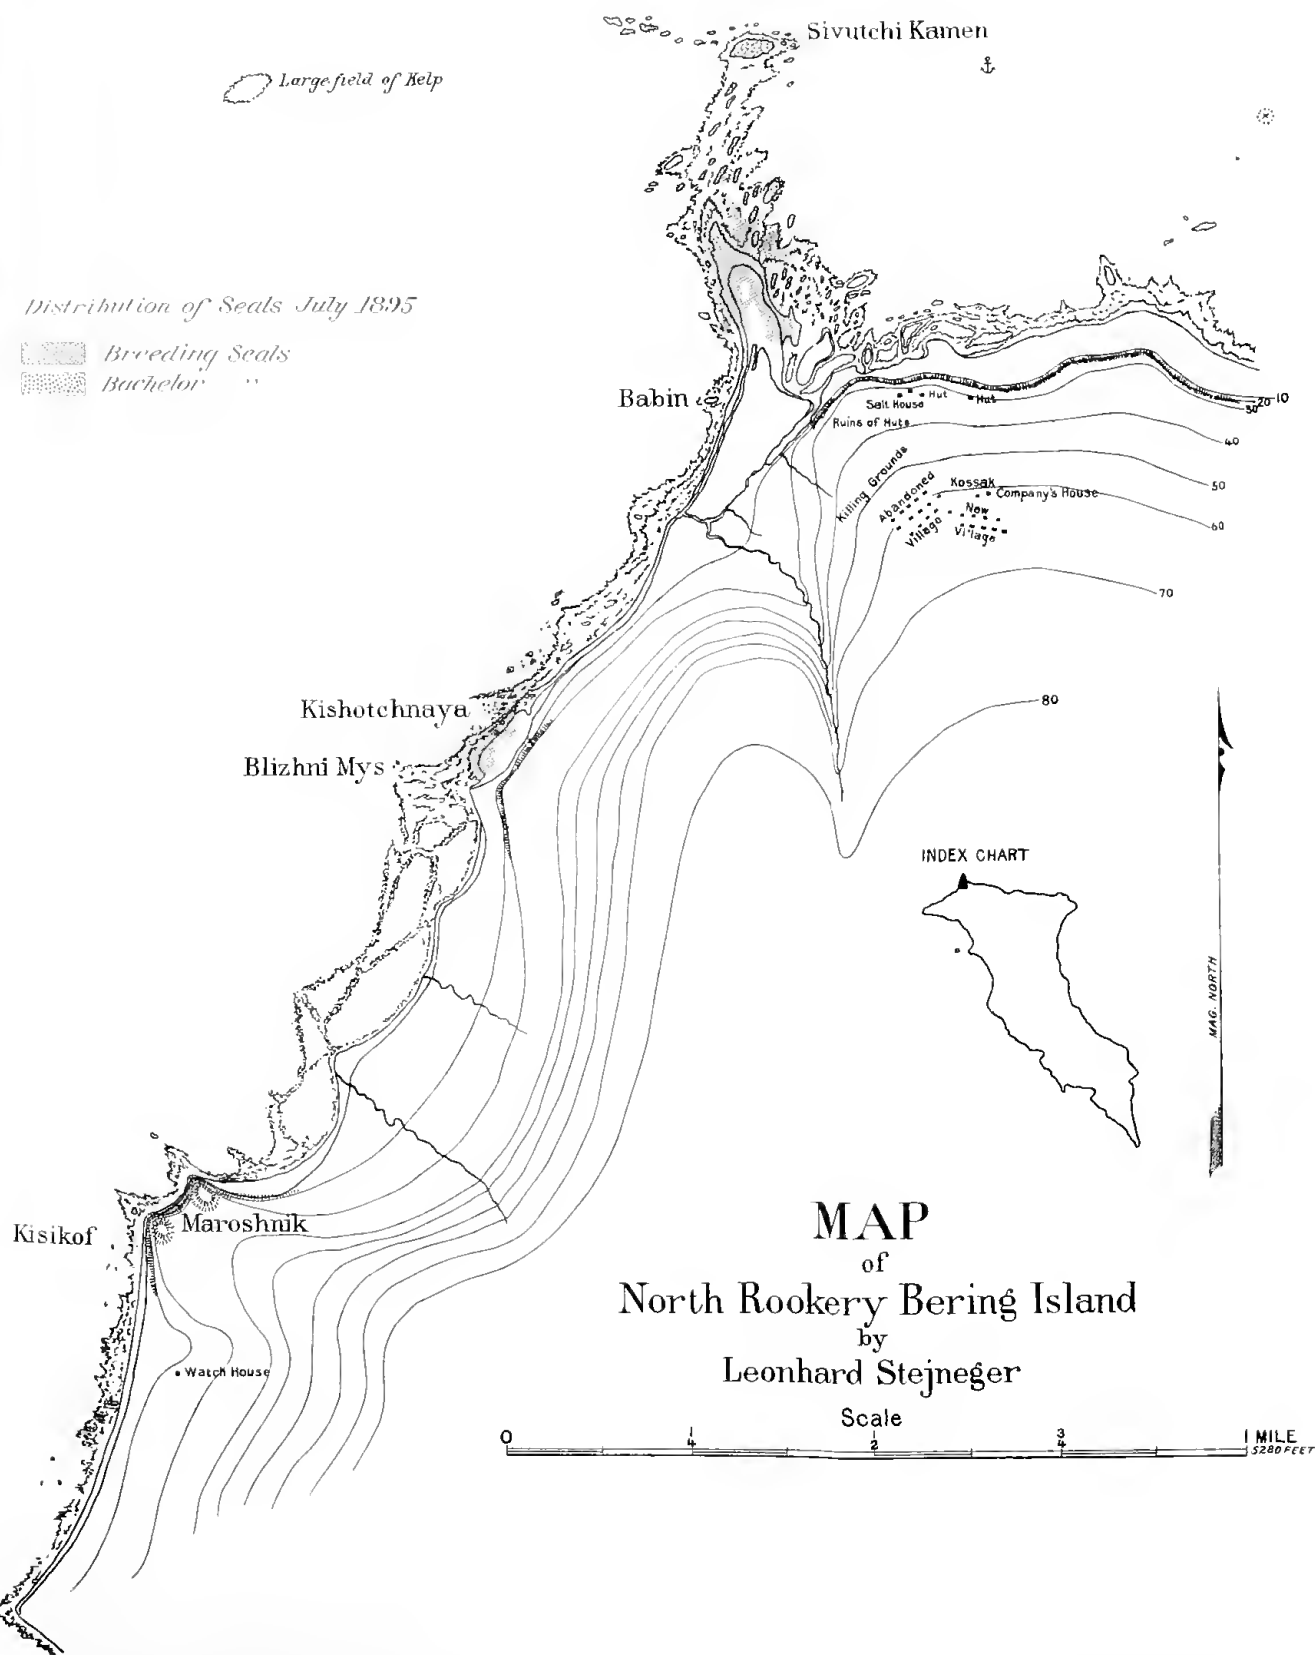 Sivutchi Kamen
Large field of Kelp
Distribution of Seals July 1895
Breeding Seals
Bachelor "
Babin
Salt House
Hut
Hut
Ruins of Huts
10
20
30
40
50
60
70
80
Killing Grounds
Abandoned
Village
Kossak
Company's House
New
Village
Kishotchnaya
Blizhni Mys
INDEX CHART
MAG. NORTH
Maroshnik
Kisikof
Watch House
MAP
of
North Rookery Bering Island
by
Leonhard Stejneger
Scale
0 1/4 1/2 3/4 1 MILE
5280 FEET